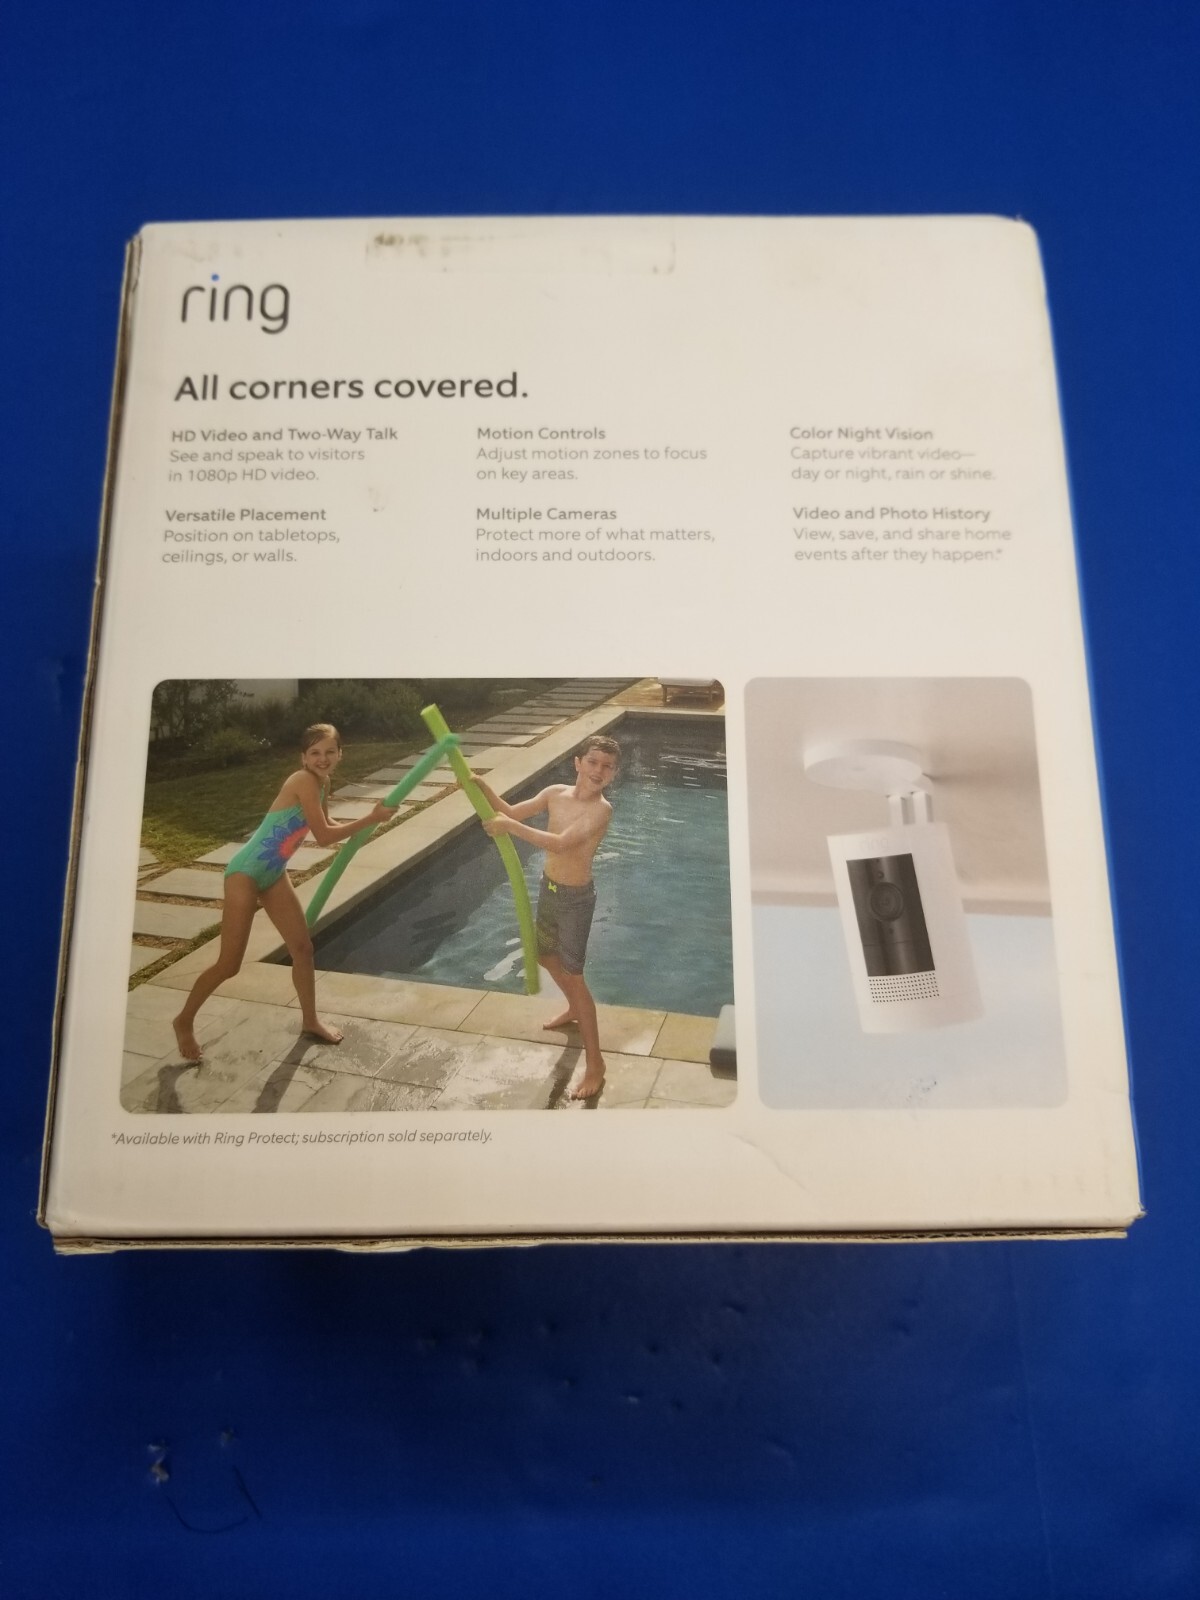 ring
All corners covered.
HD Video and Two-Way Talk
See and speak to visitors
in 1080p HD video.
Motion Controls
Adjust motion zones to focus
on key areas.
Color Night Vision
Capture vibrant video—
day or night, rain or shine.
Versatile Placement
Position on tabletops,
ceilings, or walls.
Multiple Cameras
Protect more of what matters,
indoors and outdoors.
Video and Photo History
View, save, and share home
events after they happen.*
ring
*Available with Ring Protect; subscription sold separately.